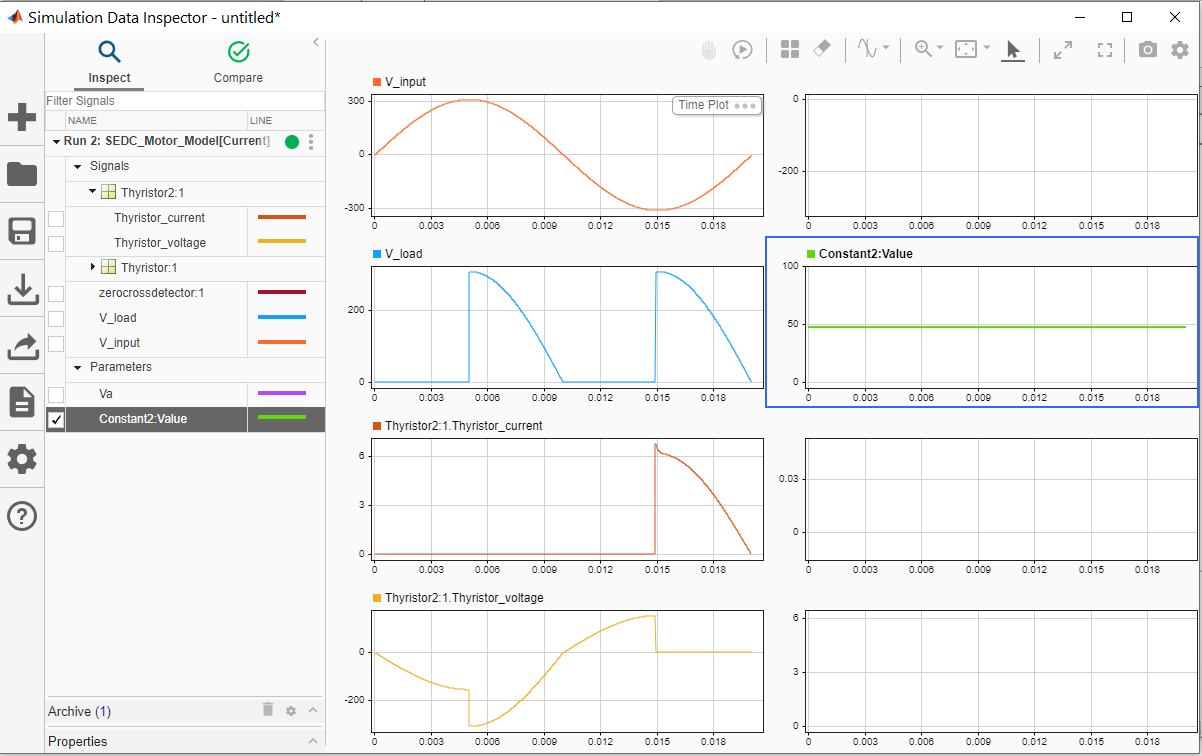 Simulation Data Inspector - untitled*
Inspect
Compare
Filter Signals
NAME
LINE
Run 2: SEDC_Motor_Model[Current]
Signals
Thyristor2:1
Thyristor_current
Thyristor_voltage
Thyristor:1
zerocrossdetector:1
V_load
V_input
Parameters
Va
Constant2:Value
Archive (1)
Properties
V_input
Time Plot
300
0
-300
0 0.003 0.006 0.009 0.012 0.015 0.018
V_load
200
0
0 0.003 0.006 0.009 0.012 0.015 0.018
Thyristor2:1.Thyristor_current
6
3
0
0 0.003 0.006 0.009 0.012 0.015 0.018
Thyristor2:1.Thyristor_voltage
0
-200
0 0.003 0.006 0.009 0.012 0.015 0.018
0
-200
0 0.003 0.006 0.009 0.012 0.015 0.018
Constant2:Value
100
50
0
0 0.003 0.006 0.009 0.012 0.015 0.018
0.03
0
0 0.003 0.006 0.009 0.012 0.015 0.018
6
3
0
0 0.003 0.006 0.009 0.012 0.015 0.018